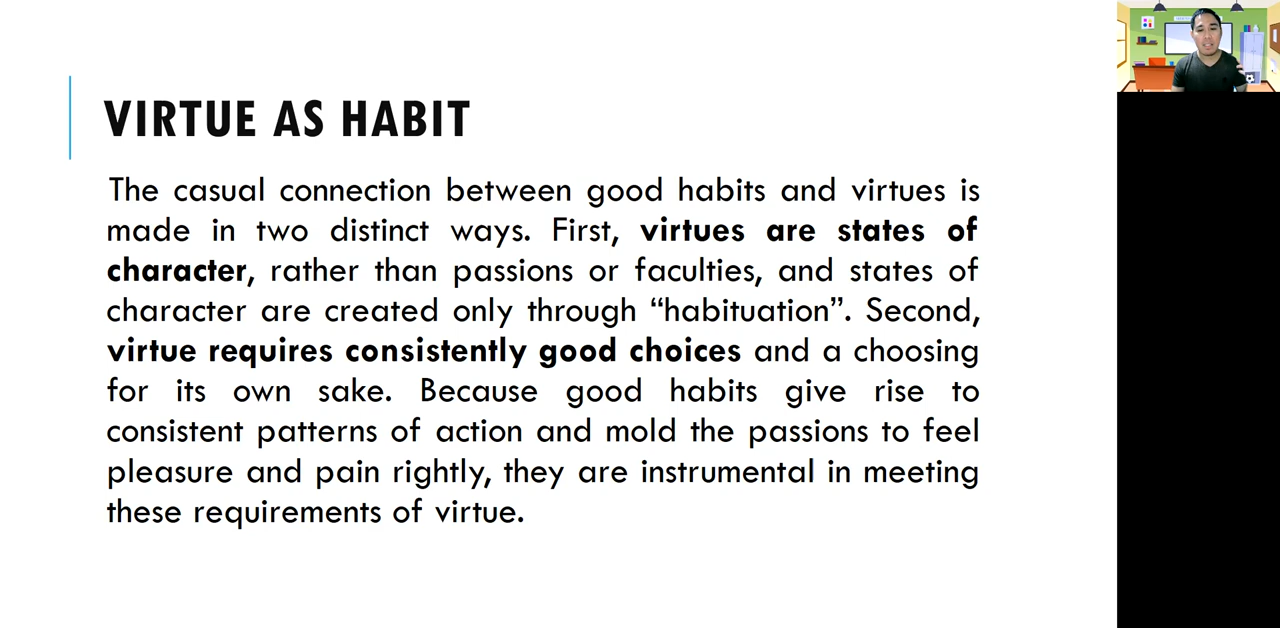 VIRTUE AS HABIT
The casual connection between good habits and virtues is
made in two distinct ways. First, virtues are states of
character, rather than passions or faculties, and states of
character are created only through “habituation”. Second,
virtue requires consistently good choices and a choosing
for its own sake. Because good habits give rise to
consistent patterns of action and mold the passions to feel
pleasure and pain rightly, they are instrumental in meeting
these requirements of virtue.